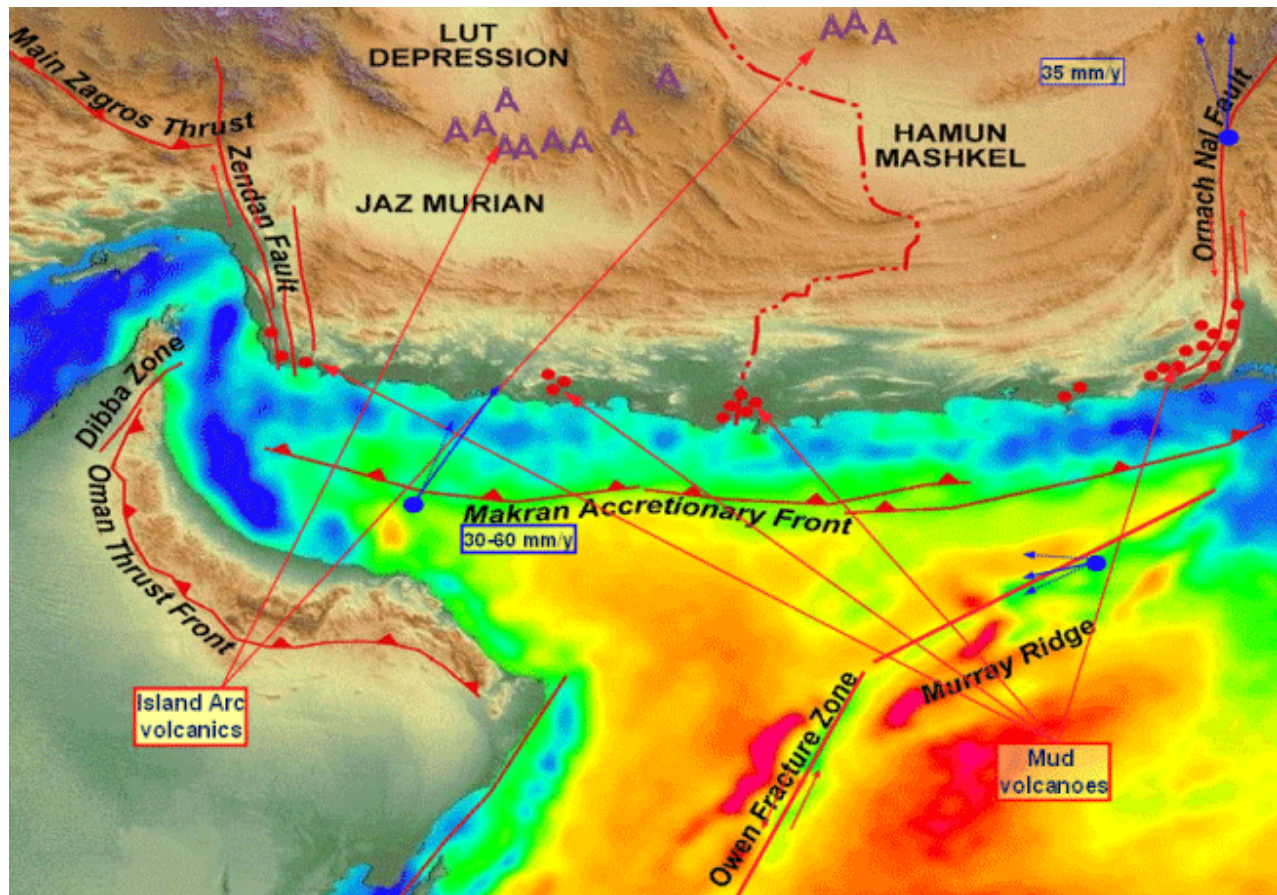 LUT
DEPRESSION
A A A
35 mm/y
Main Zagros Thrust
A
A
A A A
A A A A
HAMUN
MASHKEL
Ornach Nal Fault
Zendan Fault
JAZ MURIAN
Dibba Zone
Oman Thrust Front
Makran Accretionary Front
30-60 mm/y
Murray Ridge
Owen Fracture Zone
Island Arc
volcanics
Mud
volcanoes